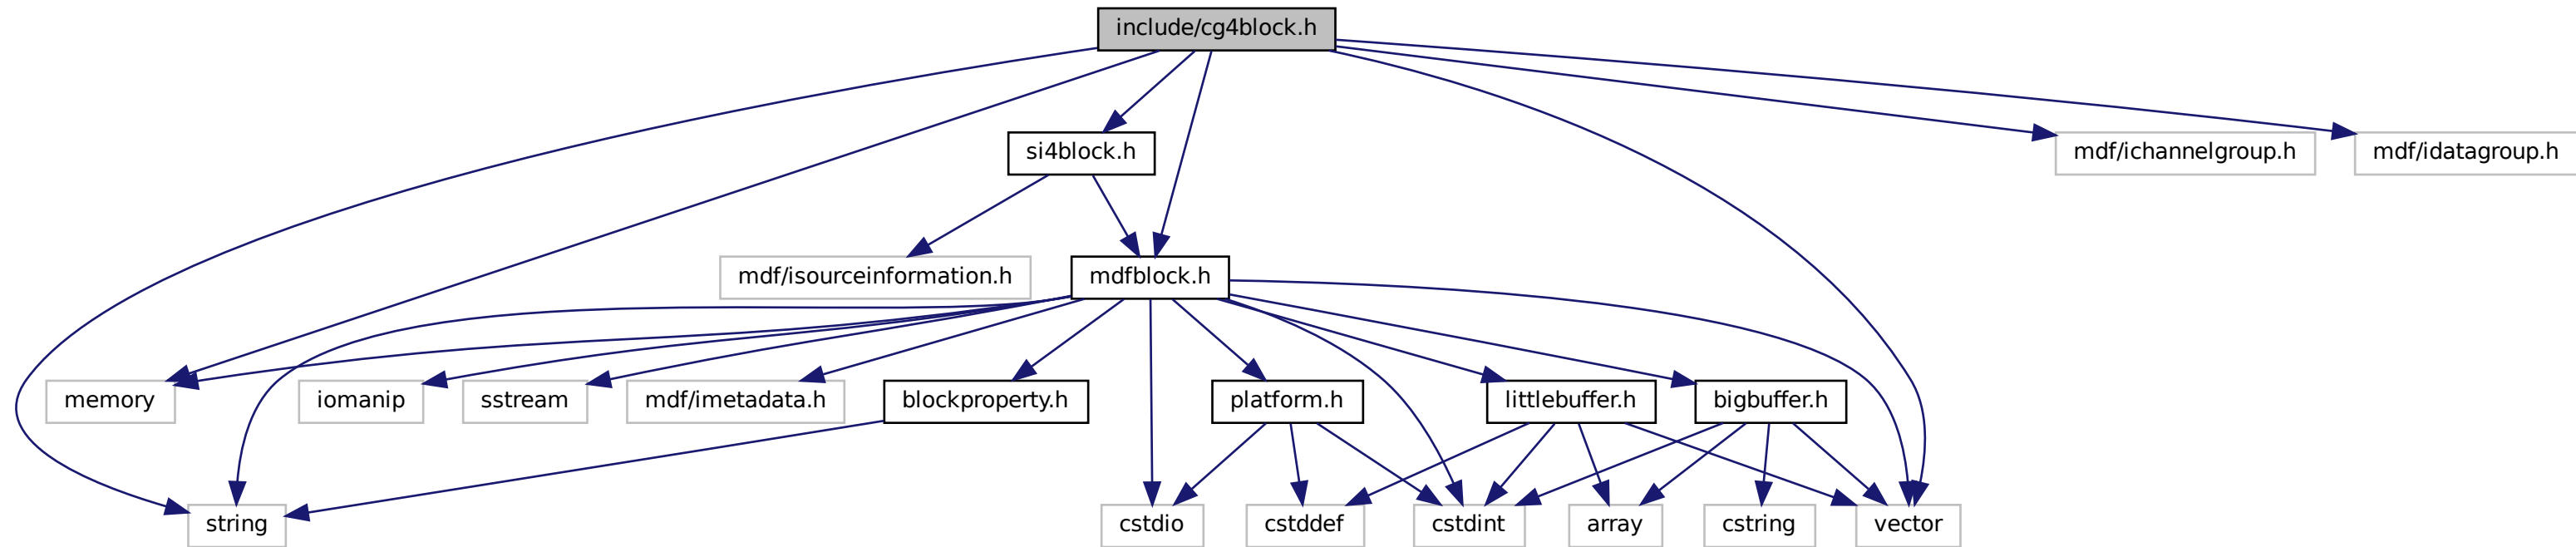 include/cg4block.h
si4block.h
mdf/ichannelgroup.h
mdf/idatagroup.h
mdf/isourceinformation.h
mdfblock.h
memory
iomanip
sstream
mdf/imetadata.h
blockproperty.h
platform.h
littlebuffer.h
bigbuffer.h
string
cstdio
cstddef
cstdint
array
cstring
vector